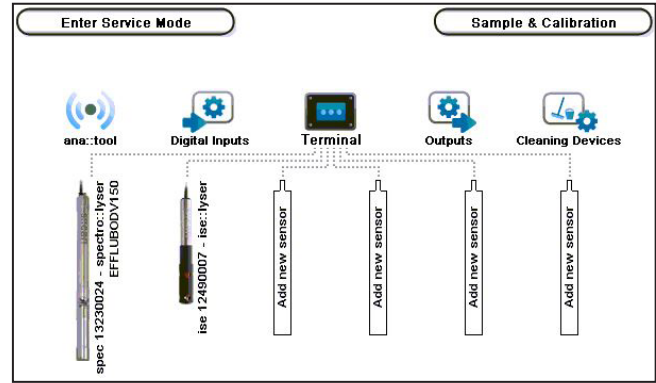 Enter Service Mode
Sample & Calibration
ana::tool
Digital Inputs
Terminal
Outputs
Cleaning Devices
spec 13230024 - spectro::lyser
EFFLUBODV150
ise 12490007 - ise::lyser
Add new sensor
Add new sensor
Add new sensor
Add new sensor